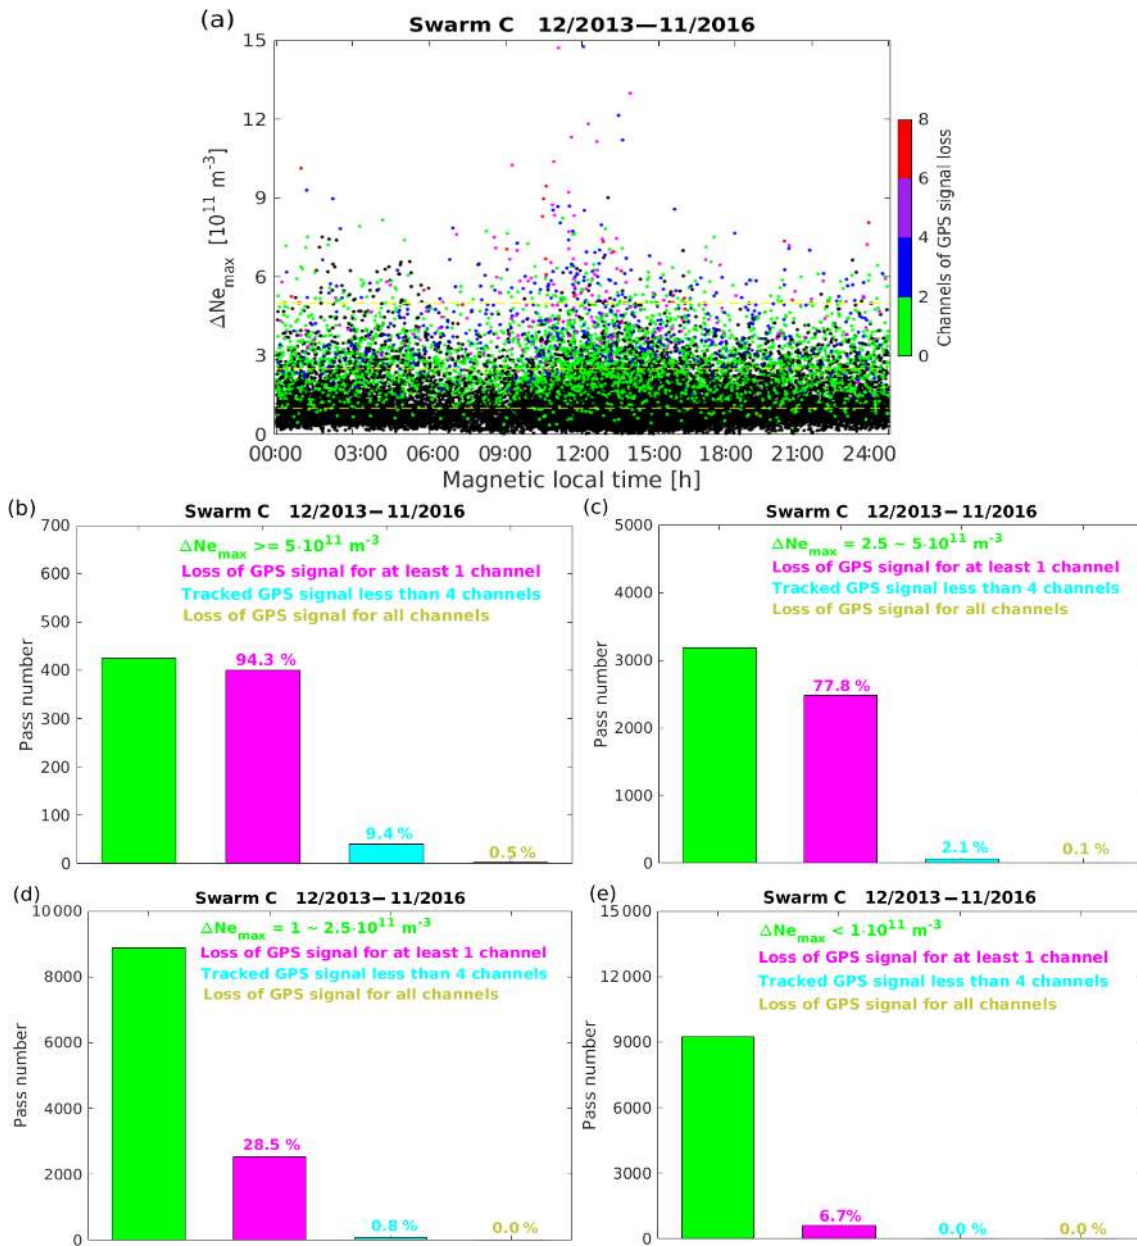 (a)
Swarm C 12/2013—11/2016
15
12
9
6
3
0
ΔNe_max [10^11 m^-3]
00:00 03:00 06:00 09:00 12:00 15:00 18:00 21:00 24:00
Magnetic local time [h]
8
6
4
2
0
Channels of GPS signal loss
(b)
Swarm C 12/2013−11/2016
700
600
500
400
300
200
100
0
Pass number
ΔNe_max >= 5·10^11 m^-3
Loss of GPS signal for at least 1 channel
Tracked GPS signal less than 4 channels
Loss of GPS signal for all channels
94.3 %
9.4 %
0.5 %
(c)
Swarm C 12/2013−11/2016
5000
4000
3000
2000
1000
0
Pass number
ΔNe_max = 2.5 ~ 5·10^11 m^-3
Loss of GPS signal for at least 1 channel
Tracked GPS signal less than 4 channels
Loss of GPS signal for all channels
77.8 %
2.1 %
0.1 %
(d)
Swarm C 12/2013−11/2016
10000
8000
6000
4000
2000
0
Pass number
ΔNe_max = 1 ~ 2.5·10^11 m^-3
Loss of GPS signal for at least 1 channel
Tracked GPS signal less than 4 channels
Loss of GPS signal for all channels
28.5 %
0.8 %
0.0 %
(e)
Swarm C 12/2013−11/2016
15000
12000
9000
6000
3000
0
Pass number
ΔNe_max < 1·10^11 m^-3
Loss of GPS signal for at least 1 channel
Tracked GPS signal less than 4 channels
Loss of GPS signal for all channels
6.7%
0.0 %
0.0 %